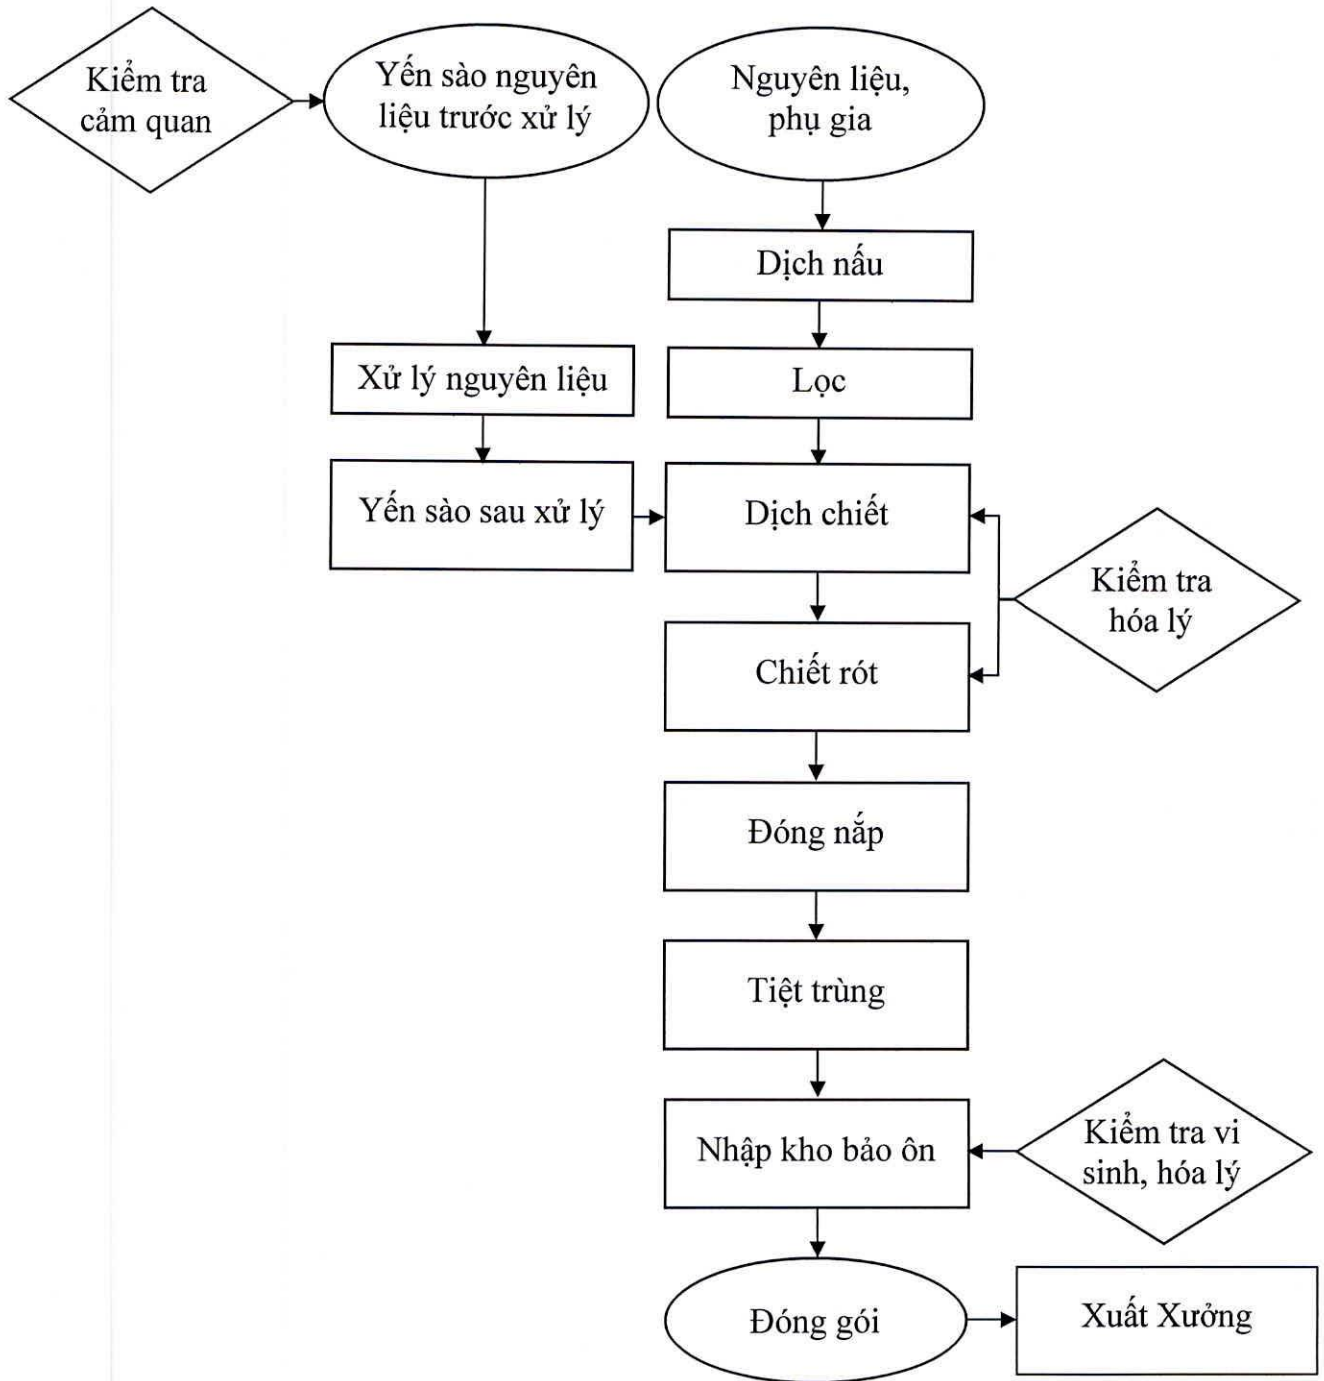 Kiểm tra
cảm quan
Yến sào nguyên
liệu trước xử lý
Nguyên liệu,
phụ gia
Dịch nấu
Xử lý nguyên liệu
Lọc
Yến sào sau xử lý
Dịch chiết
Kiểm tra
hóa lý
Chiết rót
Đóng nắp
Tiệt trùng
Nhập kho bảo ôn
Kiểm tra vi
sinh, hóa lý
Đóng gói
Xuất Xưởng